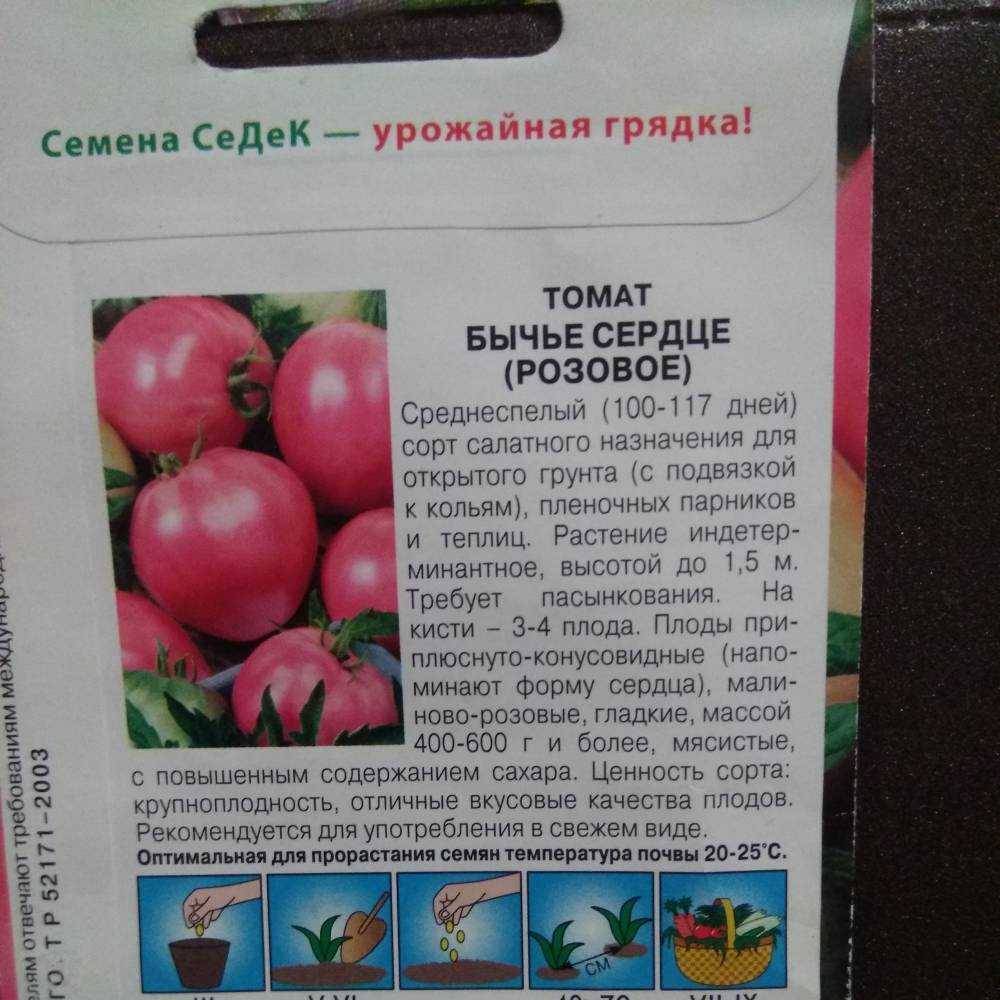 Семена СеДеК — урожайная грядка!
ТОМАТ
БЫЧЬЕ СЕРДЦЕ
(РОЗОВОЕ)
Среднеспелый (100-117 дней)
сорт салатного назначения для
открытого грунта (с подвязкой
к кольям), пленочных парников
и теплиц. Растение индетер-
минантное, высотой до 1,5 м.
Требует пасынкования. На
кисти – 3-4 плода. Плоды при-
плюснуто-конусовидные (напо-
минают форму сердца), мали-
ново-розовые, гладкие, массой
400-600 г и более, мясистые,
с повышенным содержанием сахара. Ценность сорта:
крупноплодность, отличные вкусовые качества плодов.
Рекомендуется для употребления в свежем виде.
Оптимальная для прорастания семян температура почвы 20-25°С.
СМ
отвечают требованиям
Р 52171-2003